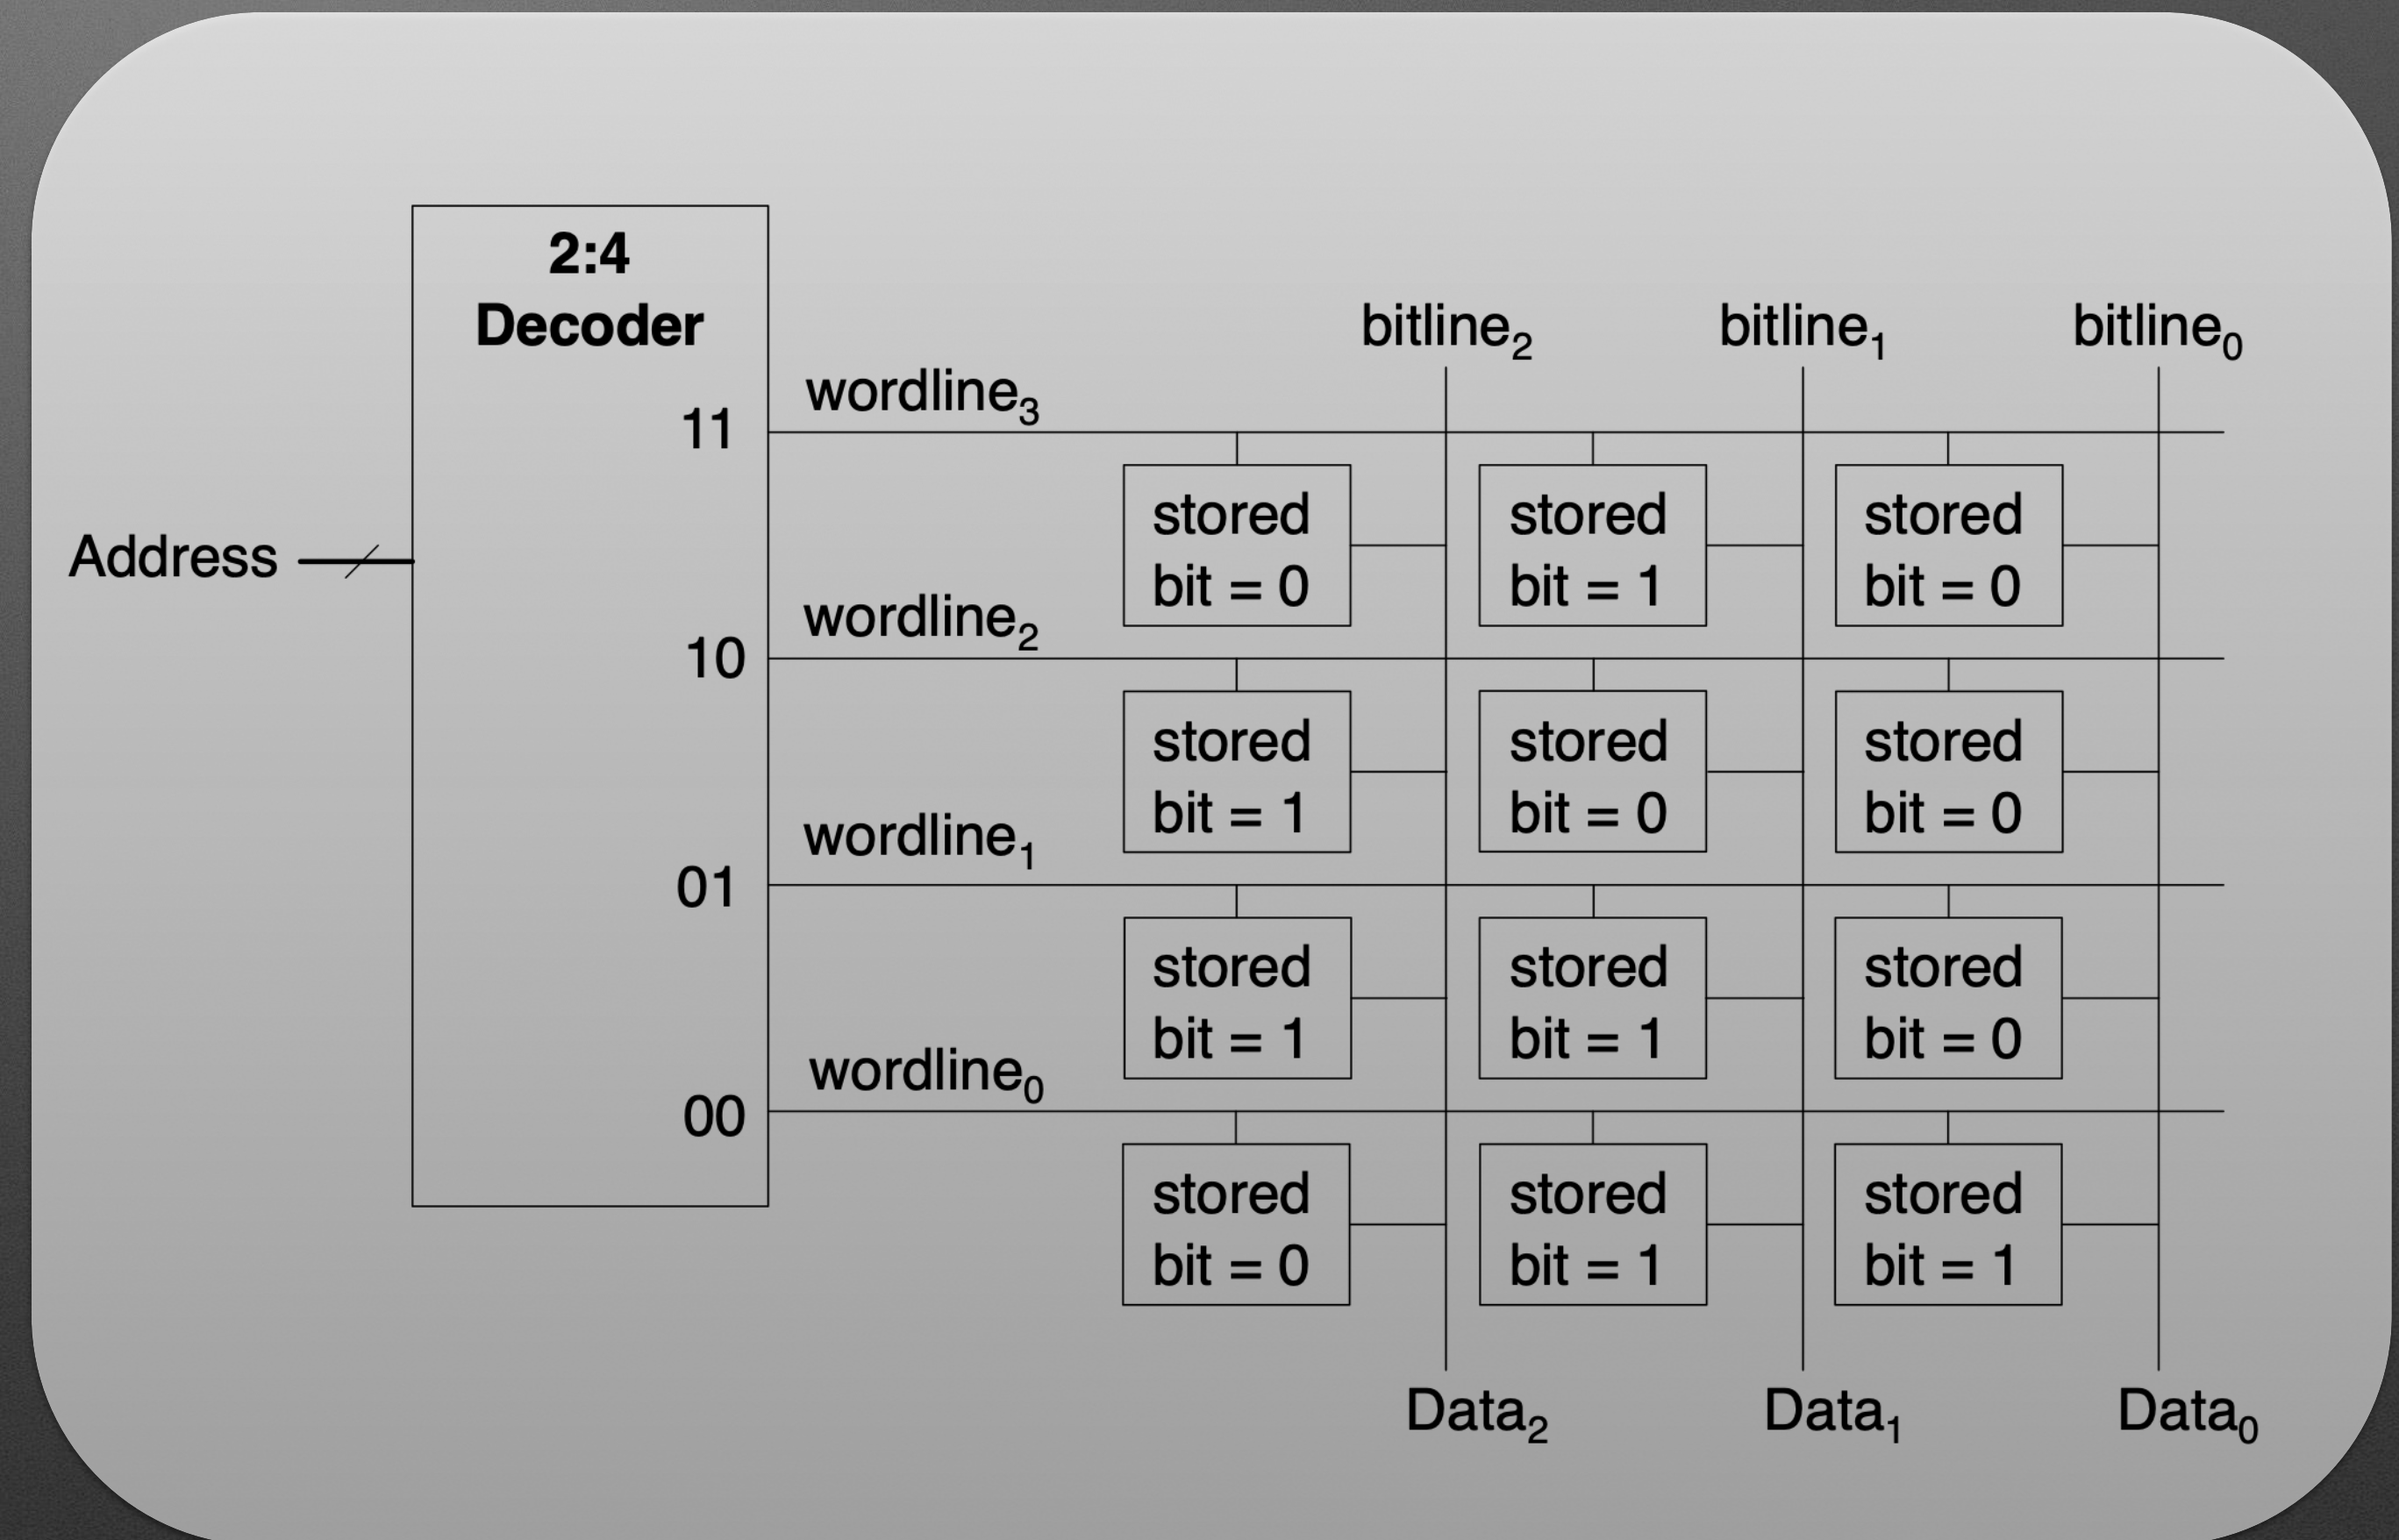 2:4
Decoder
bitline₂ bitline₁ bitline₀
wordline₃
11
stored stored stored
bit = 0 bit = 1 bit = 0
Address
wordline₂
10
stored stored stored
bit = 1 bit = 0 bit = 0
wordline₁
01
stored stored stored
bit = 1 bit = 1 bit = 0
wordline₀
00
stored stored stored
bit = 0 bit = 1 bit = 1
Data₂ Data₁ Data₀